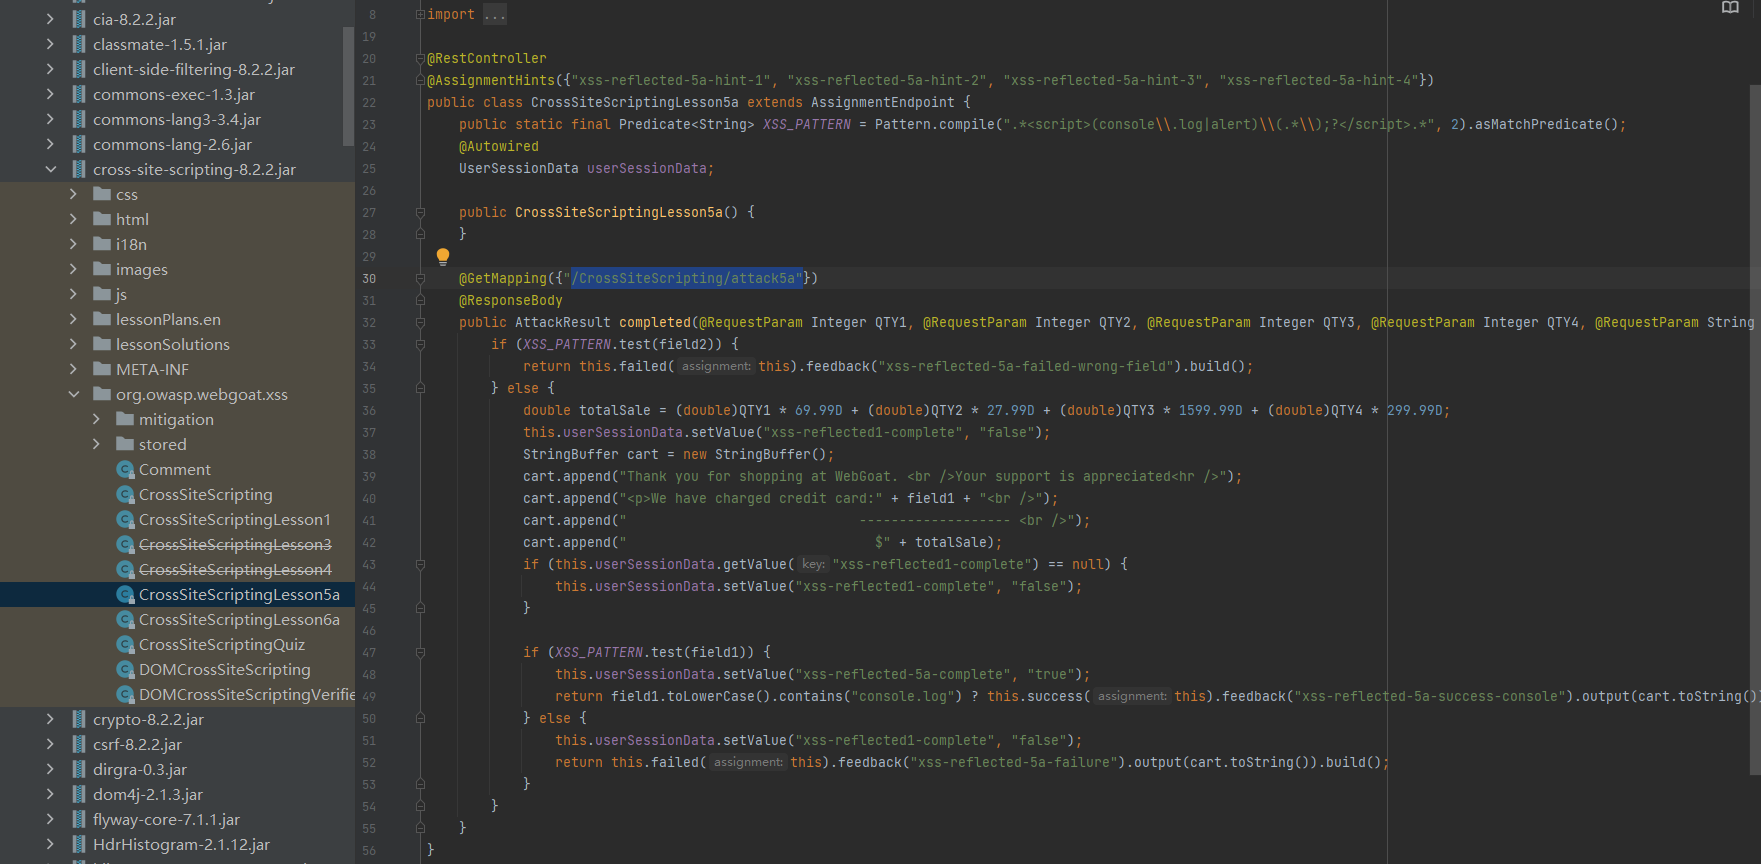 cia-8.2.2.jar
classmate-1.5.1.jar
client-side-filtering-8.2.2.jar
commons-exec-1.3.jar
commons-lang3-3.4.jar
commons-lang-2.6.jar
cross-site-scripting-8.2.2.jar
css
html
i18n
images
js
lessonPlans.en
lessonSolutions
META-INF
org.owasp.webgoat.xss
mitigation
stored
Comment
CrossSiteScripting
CrossSiteScriptingLesson1
CrossSiteScriptingLesson3
CrossSiteScriptingLesson4
CrossSiteScriptingLesson5a
CrossSiteScriptingLesson6a
CrossSiteScriptingQuiz
DOMCrossSiteScripting
DOMCrossSiteScriptingVerifie
crypto-8.2.2.jar
csrf-8.2.2.jar
dirgra-0.3.jar
dom4j-2.1.3.jar
flyway-core-7.1.1.jar
HdrHistogram-2.1.12.jar
8 import ...
19
20 @RestController
21 @AssignmentHints({"xss-reflected-5a-hint-1", "xss-reflected-5a-hint-2", "xss-reflected-5a-hint-3", "xss-reflected-5a-hint-4"})
22 public class CrossSiteScriptingLesson5a extends AssignmentEndpoint {
23 public static final Predicate<String> XSS_PATTERN = Pattern.compile(".*<script>(console\\.log|alert)\\(.*\\);?</script>.*", 2).asMatchPredicate();
24 @Autowired
25 UserSessionData userSessionData;
26
27 public CrossSiteScriptingLesson5a() {
28 }
29
30 @GetMapping({"/CrossSiteScripting/attack5a"})
31 @ResponseBody
32 public AttackResult completed(@RequestParam Integer QTY1, @RequestParam Integer QTY2, @RequestParam Integer QTY3, @RequestParam Integer QTY4, @RequestParam String
33 if (XSS_PATTERN.test(field2)) {
34 return this.failed( assignment: this).feedback("xss-reflected-5a-failed-wrong-field").build();
35 } else {
36 double totalSale = (double)QTY1 * 69.99D + (double)QTY2 * 27.99D + (double)QTY3 * 1599.99D + (double)QTY4 * 299.99D;
37 this.userSessionData.setValue("xss-reflected1-complete", "false");
38 StringBuffer cart = new StringBuffer();
39 cart.append("Thank you for shopping at WebGoat. <br />Your support is appreciated<hr />");
40 cart.append("<p>We have charged credit card:" + field1 + "<br />");
41 cart.append("                             ------------------- <br />");
42 cart.append("                               $" + totalSale);
43 if (this.userSessionData.getValue( key: "xss-reflected1-complete") == null) {
44 this.userSessionData.setValue("xss-reflected1-complete", "false");
45 }
46
47 if (XSS_PATTERN.test(field1)) {
48 this.userSessionData.setValue("xss-reflected-5a-complete", "true");
49 return field1.toLowerCase().contains("console.log") ? this.success( assignment: this).feedback("xss-reflected-5a-success-console").output(cart.toString())
50 } else {
51 this.userSessionData.setValue("xss-reflected1-complete", "false");
52 return this.failed( assignment: this).feedback("xss-reflected-5a-failure").output(cart.toString()).build();
53 }
54 }
55 }
56 }